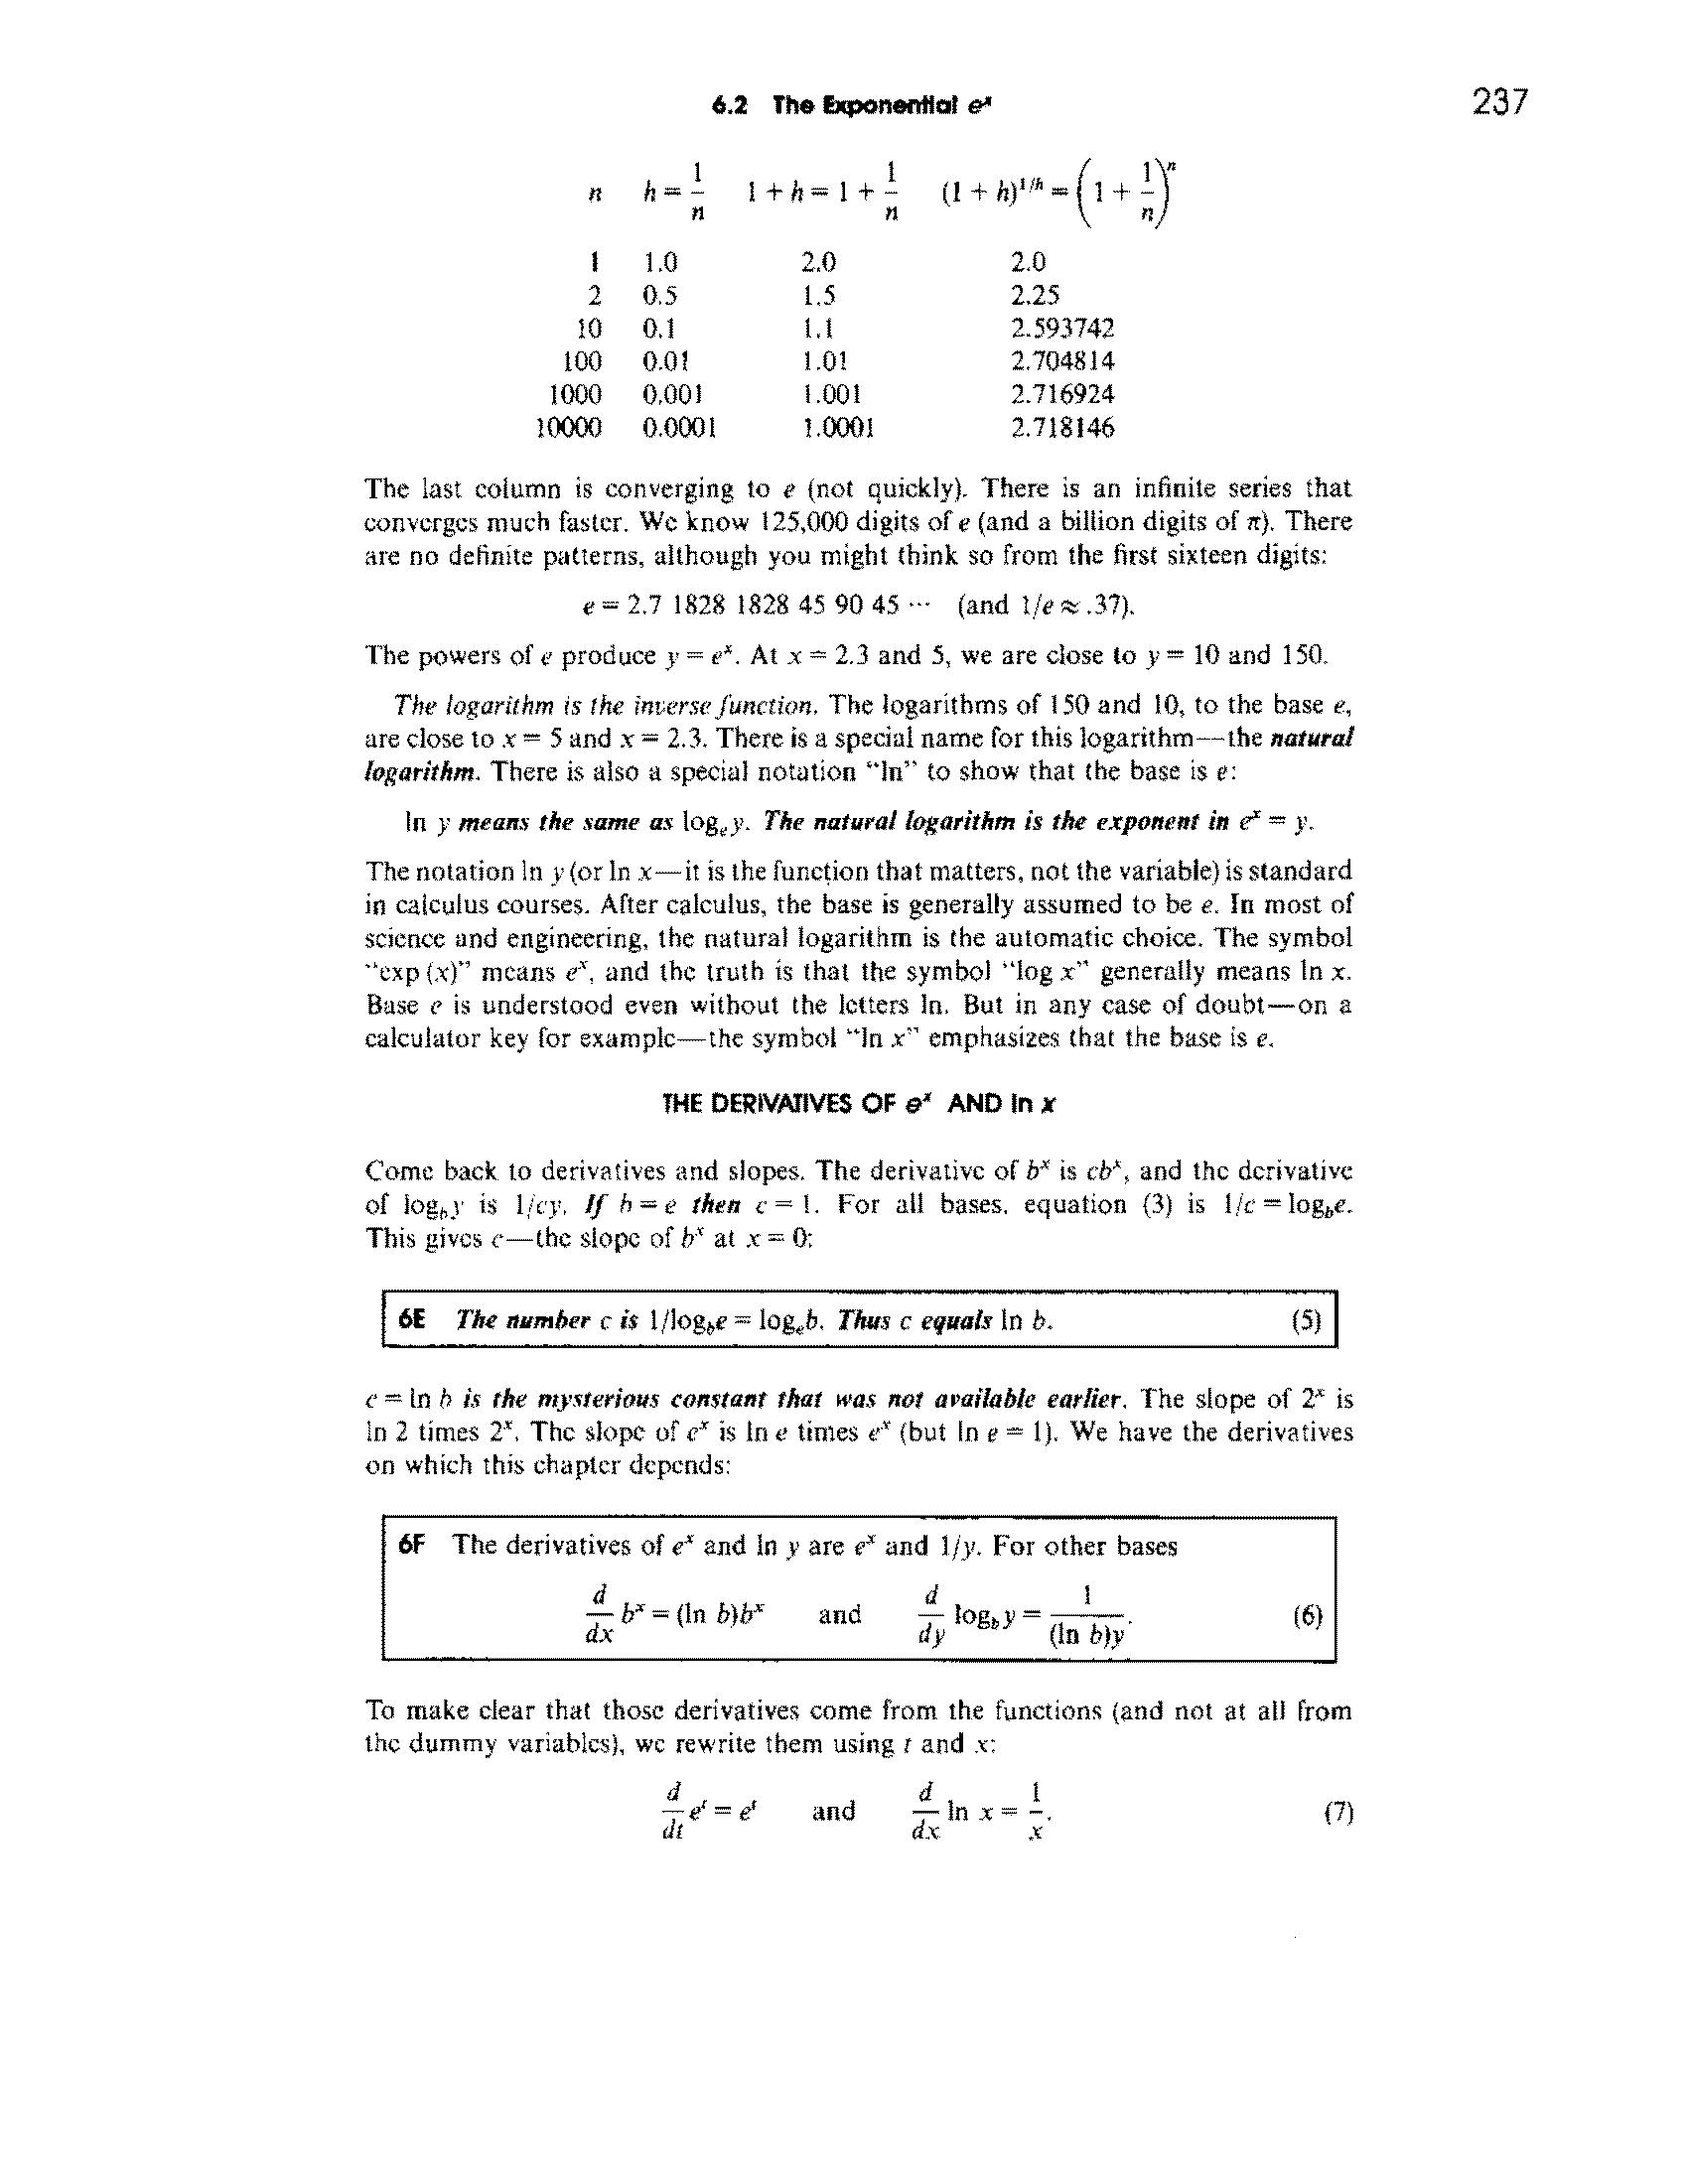 6.2 The Exponential eˣ 237
n h = 1/n 1 + h = 1 + 1/n (1 + h)^(1/h) = (1 + 1/n)ⁿ
1 1.0 2.0 2.0
2 0.5 1.5 2.25
10 0.1 1.1 2.593742
100 0.01 1.01 2.704814
1000 0.001 1.001 2.716924
10000 0.0001 1.0001 2.718146
The last column is converging to e (not quickly). There is an infinite series that
converges much faster. We know 125,000 digits of e (and a billion digits of π). There
are no definite patterns, although you might think so from the first sixteen digits:
e = 2.7 1828 1828 45 90 45 ··· (and 1/e ≈ .37).
The powers of e produce y = eˣ. At x = 2.3 and 5, we are close to y = 10 and 150.
The logarithm is the inverse function. The logarithms of 150 and 10, to the base e,
are close to x = 5 and x = 2.3. There is a special name for this logarithm—the natural
logarithm. There is also a special notation “ln” to show that the base is e:
ln y means the same as logₑy. The natural logarithm is the exponent in eˣ = y.
The notation ln y (or ln x—it is the function that matters, not the variable) is standard
in calculus courses. After calculus, the base is generally assumed to be e. In most of
science and engineering, the natural logarithm is the automatic choice. The symbol
“exp (x)” means eˣ, and the truth is that the symbol “log x” generally means ln x.
Base e is understood even without the letters ln. But in any case of doubt—on a
calculator key for example—the symbol “ln x” emphasizes that the base is e.
THE DERIVATIVES OF eˣ AND ln x
Come back to derivatives and slopes. The derivative of bˣ is cbˣ, and the derivative
of log_b y is 1/cy. If b = e then c = 1. For all bases, equation (3) is 1/c = log_b e.
This gives c—the slope of bˣ at x = 0:
6E The number c is 1/log_b e = logₑb. Thus c equals ln b. (5)
c = ln b is the mysterious constant that was not available earlier. The slope of 2ˣ is
ln 2 times 2ˣ. The slope of eˣ is ln e times eˣ (but ln e = 1). We have the derivatives
on which this chapter depends:
6F The derivatives of eˣ and ln y are eˣ and 1/y. For other bases
d/dx bˣ = (ln b)bˣ and d/dy log_b y = 1/((ln b)y). (6)
To make clear that those derivatives come from the functions (and not at all from
the dummy variables), we rewrite them using t and x:
d/dt eᵗ = eᵗ and d/dx ln x = 1/x. (7)